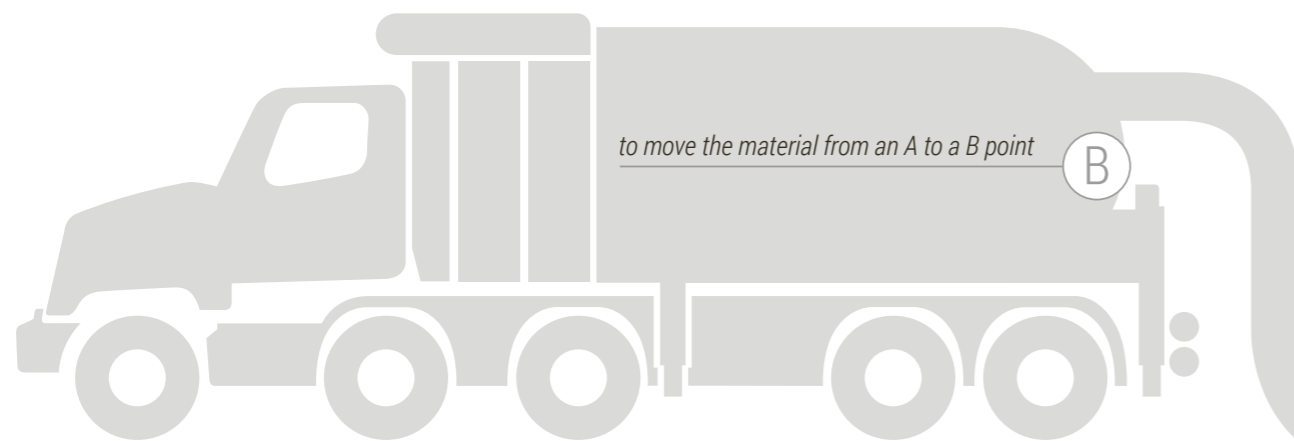 to move the material from an A to a B point
B